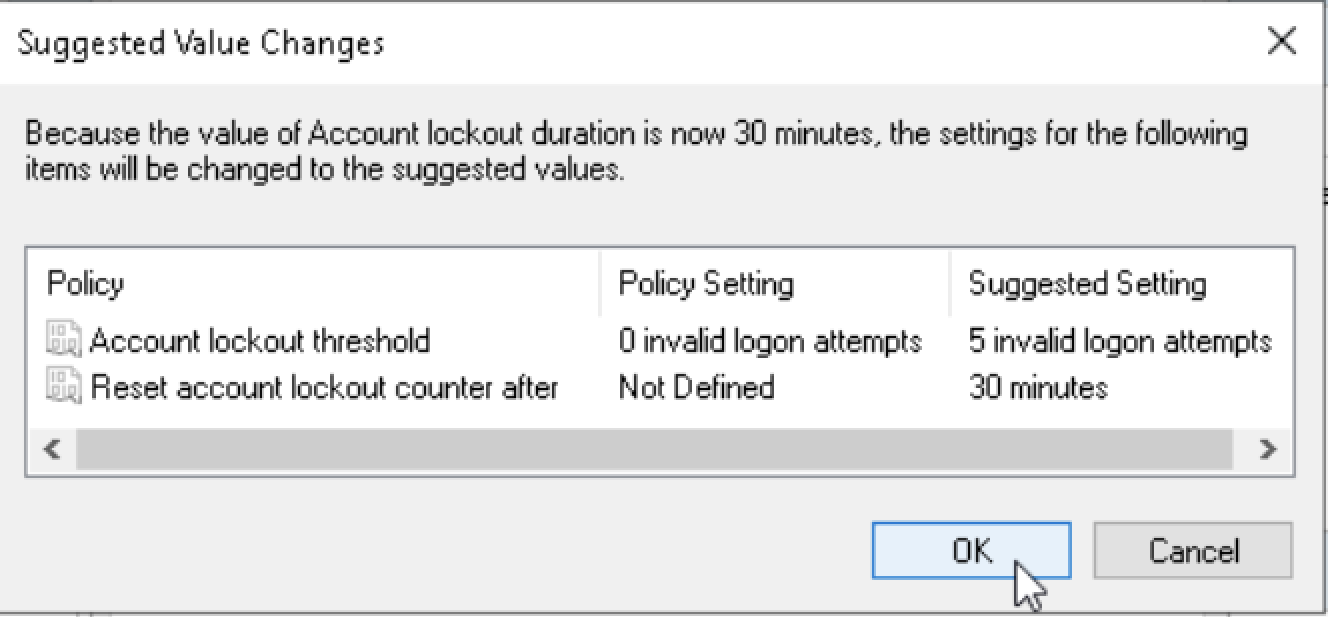 Suggested Value Changes
Because the value of Account lockout duration is now 30 minutes, the settings for the following
items will be changed to the suggested values.
Policy Policy Setting Suggested Setting
Account lockout threshold 0 invalid logon attempts 5 invalid logon attempts
Reset account lockout counter after Not Defined 30 minutes
OK Cancel